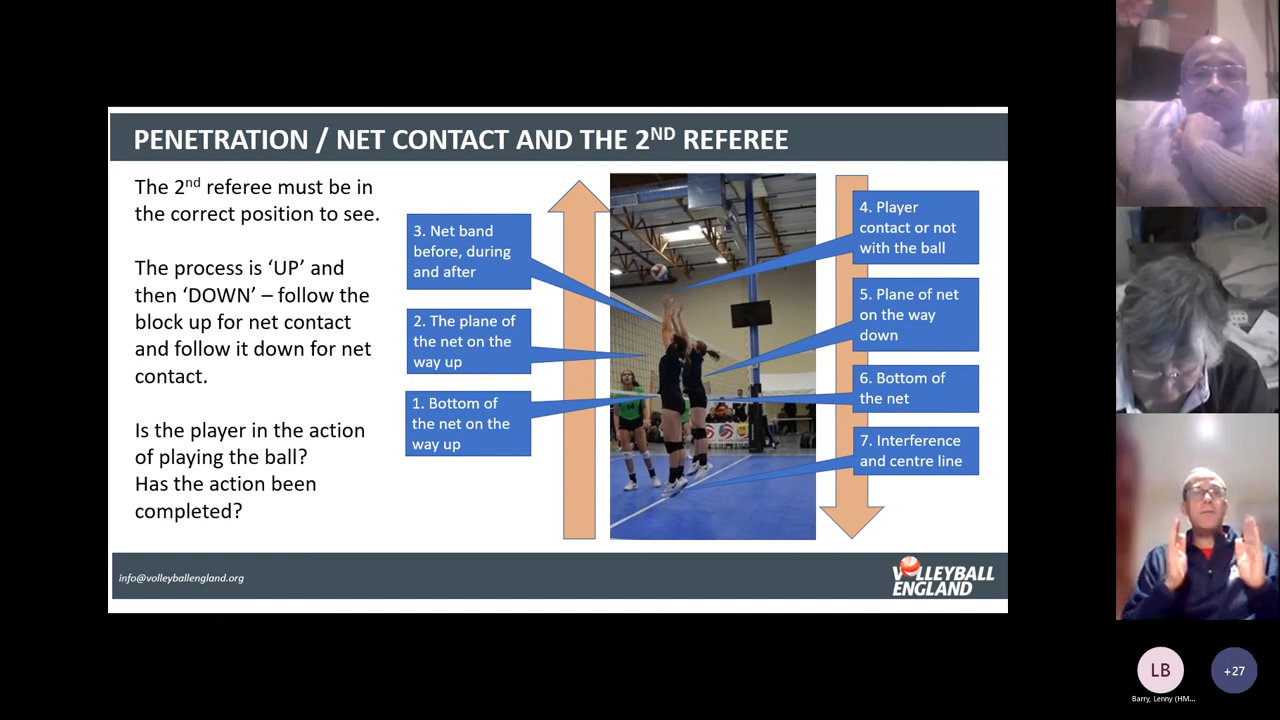 PENETRATION / NET CONTACT AND THE 2ND REFEREE
The 2nd referee must be in
the correct position to see.
The process is ‘UP’ and
then ‘DOWN’ – follow the
block up for net contact
and follow it down for net
contact.
Is the player in the action
of playing the ball?
Has the action been
completed?
3. Net band
before, during
and after
2. The plane of
the net on the
way up
1. Bottom of
the net on the
way up
4. Player
contact or not
with the ball
5. Plane of net
on the way
down
6. Bottom of
the net
7. Interference
and centre line
info@volleyballengland.org
VOLLEYBALL
ENGLAND
LB
+27
Barry, Lenny (HM...